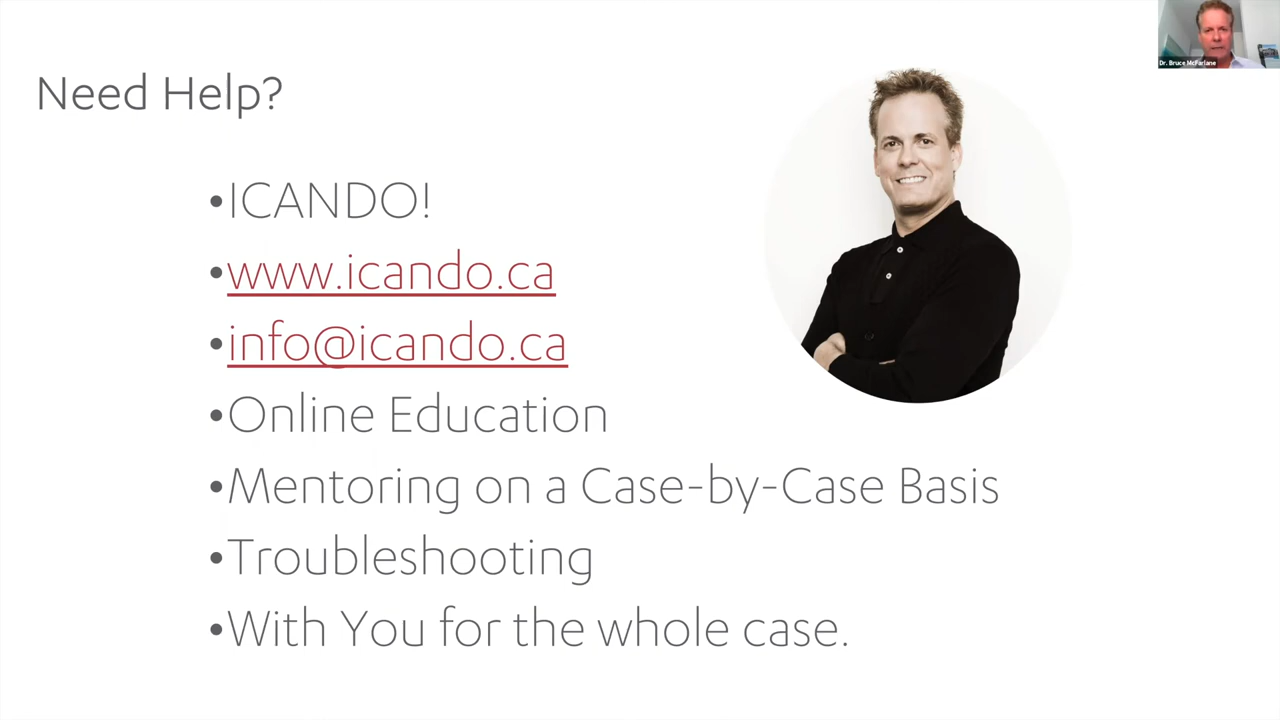 Dr. Bruce McFarlane
Need Help?
•ICANDO!
•www.icando.ca
•info@icando.ca
•Online Education
•Mentoring on a Case-by-Case Basis
•Troubleshooting
•With You for the whole case.